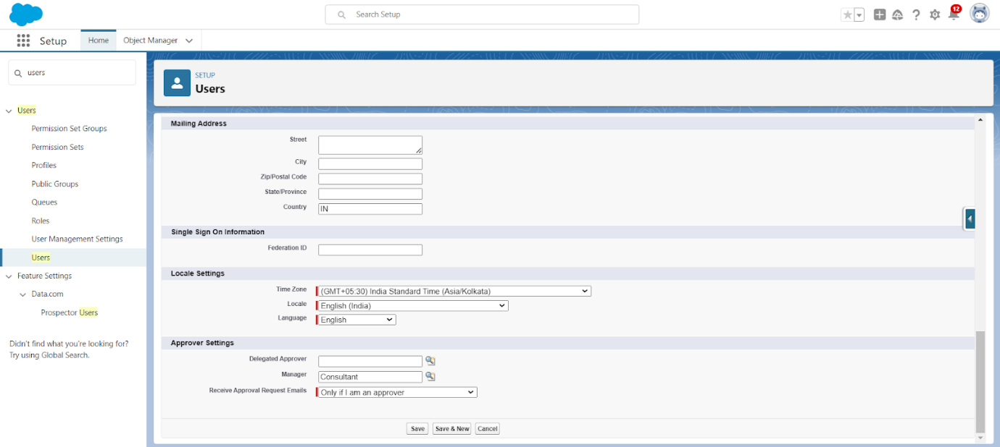 Search Setup
12
Setup
Home
Object Manager
users
Users
Permission Set Groups
Permission Sets
Profiles
Public Groups
Queues
Roles
User Management Settings
Users
Feature Settings
Data.com
Prospector Users
Didn't find what you're looking for?
Try using Global Search.
SETUP
Users
Mailing Address
Street
City
Zip/Postal Code
State/Province
Country IN
Single Sign On Information
Federation ID
Locale Settings
Time Zone (GMT+05:30) India Standard Time (Asia/Kolkata)
Locale English (India)
Language English
Approver Settings
Delegated Approver
Manager Consultant
Receive Approval Request Emails Only if I am an approver
Save Save & New Cancel